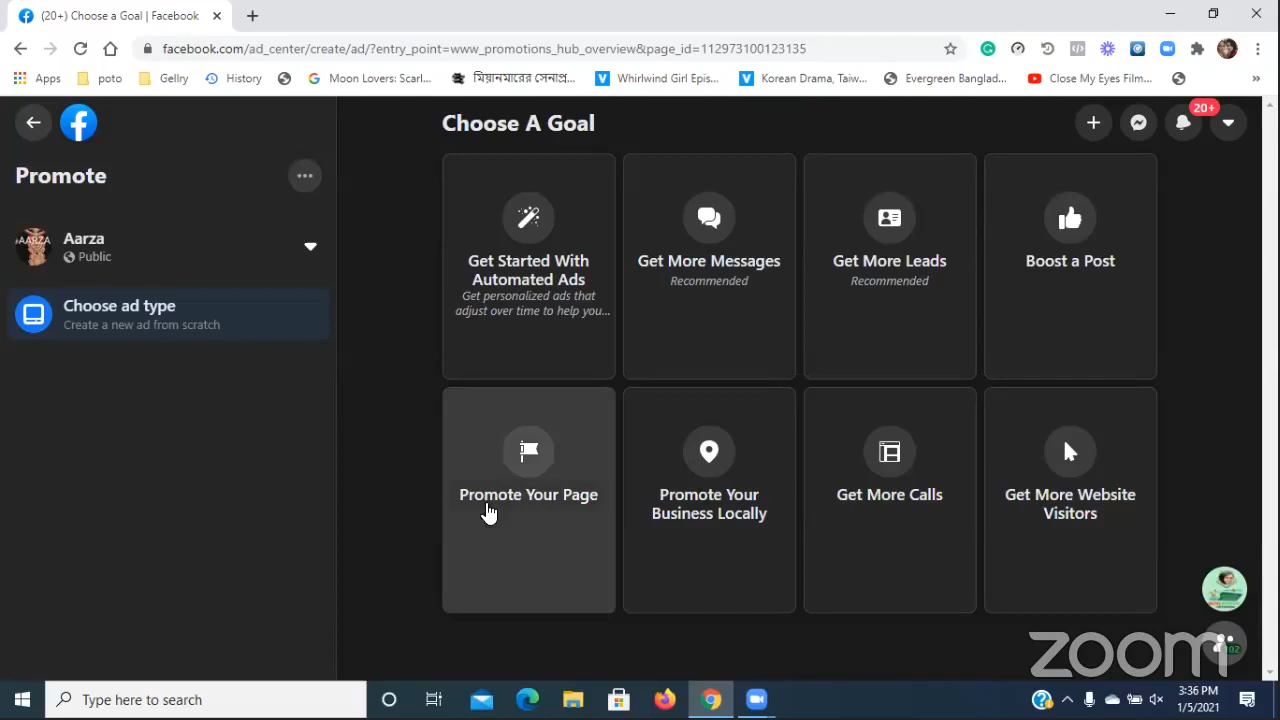 (20+) Choose a Goal | Facebook
facebook.com/ad_center/create/ad/?entry_point=www_promotions_hub_overview&page_id=112973100123135
Apps poto Gellry History Moon Lovers: Scarl... মিয়ানমারের সেনাপ্র... Whirlwind Girl Epis... Korean Drama, Taiw... Evergreen Banglad... Close My Eyes Film... »
Choose A Goal
20+
Promote
Aarza
Public
AARZA
Choose ad type
Create a new ad from scratch
Get Started With
Automated Ads
Get personalized ads that
adjust over time to help you...
Get More Messages
Recommended
Get More Leads
Recommended
Boost a Post
Promote Your Page
Promote Your
Business Locally
Get More Calls
Get More Website
Visitors
102
zoom
Type here to search
3:36 PM
1/5/2021